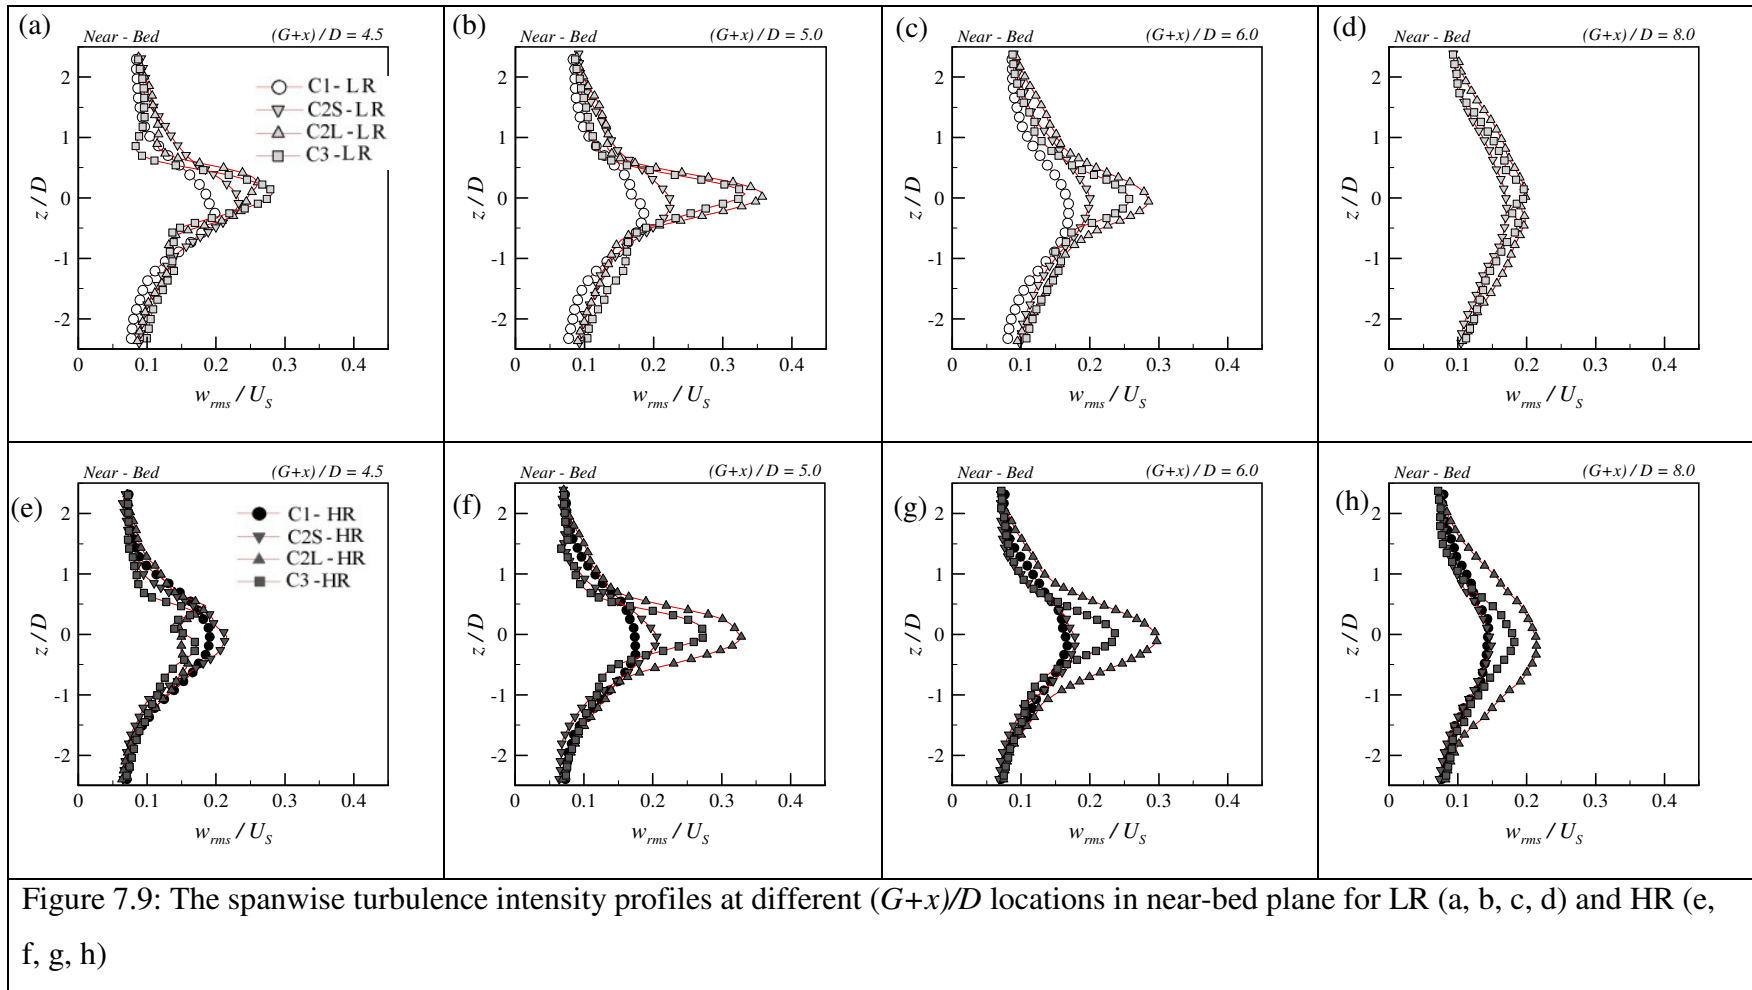 (a)
Near - Bed (G+x) / D = 4.5
C1 - LR
C2S - LR
C2L - LR
C3 - LR
2
1
0
-1
-2
z / D
0 0.1 0.2 0.3 0.4
w_rms / U_S
(b)
Near - Bed (G+x) / D = 5.0
2
1
0
-1
-2
z / D
0 0.1 0.2 0.3 0.4
w_rms / U_S
(c)
Near - Bed (G+x) / D = 6.0
2
1
0
-1
-2
z / D
0 0.1 0.2 0.3 0.4
w_rms / U_S
(d)
Near - Bed (G+x) / D = 8.0
2
1
0
-1
-2
z / D
0 0.1 0.2 0.3 0.4
w_rms / U_S
(e)
Near - Bed (G+x) / D = 4.5
C1 - HR
C2S - HR
C2L - HR
C3 - HR
2
1
0
-1
-2
z / D
0 0.1 0.2 0.3 0.4
w_rms / U_S
(f)
Near - Bed (G+x) / D = 5.0
2
1
0
-1
-2
z / D
0 0.1 0.2 0.3 0.4
w_rms / U_S
(g)
Near - Bed (G+x) / D = 6.0
2
1
0
-1
-2
z / D
0 0.1 0.2 0.3 0.4
w_rms / U_S
(h)
Near - Bed (G+x) / D = 8.0
2
1
0
-1
-2
z / D
0 0.1 0.2 0.3 0.4
w_rms / U_S
Figure 7.9: The spanwise turbulence intensity profiles at different (G+x)/D locations in near-bed plane for LR (a, b, c, d) and HR (e,
f, g, h)